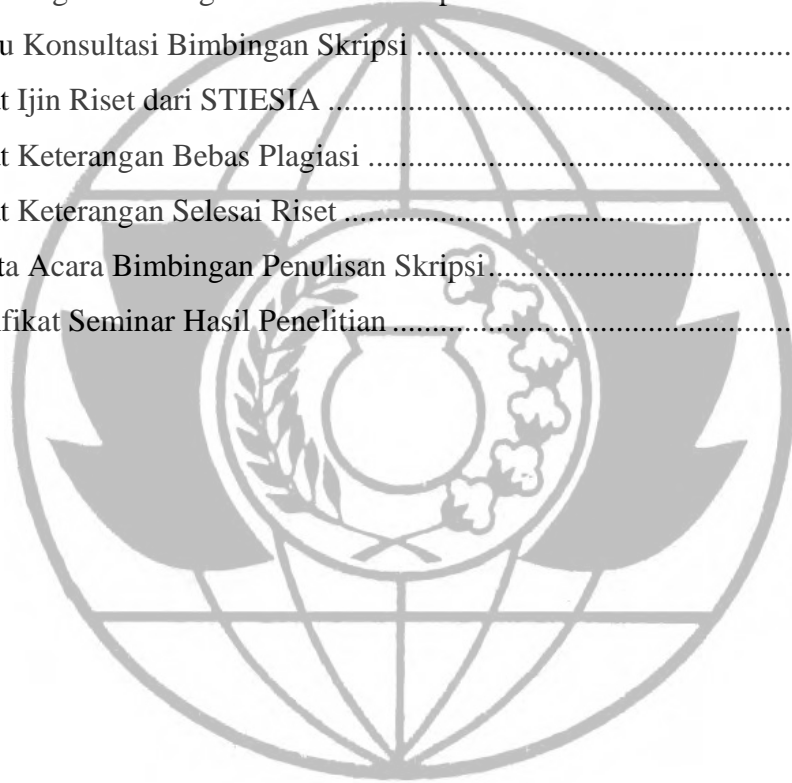 u Konsultasi Bimbingan Skripsi ...............................................
t Ijin Riset dari STIESIA ..........................................................
t Keterangan Bebas Plagiasi .....................................................
t Keterangan Selesai Riset ........................................................
ta Acara Bimbingan Penulisan Skripsi......................................
ifikat Seminar Hasil Penelitian ..................................................